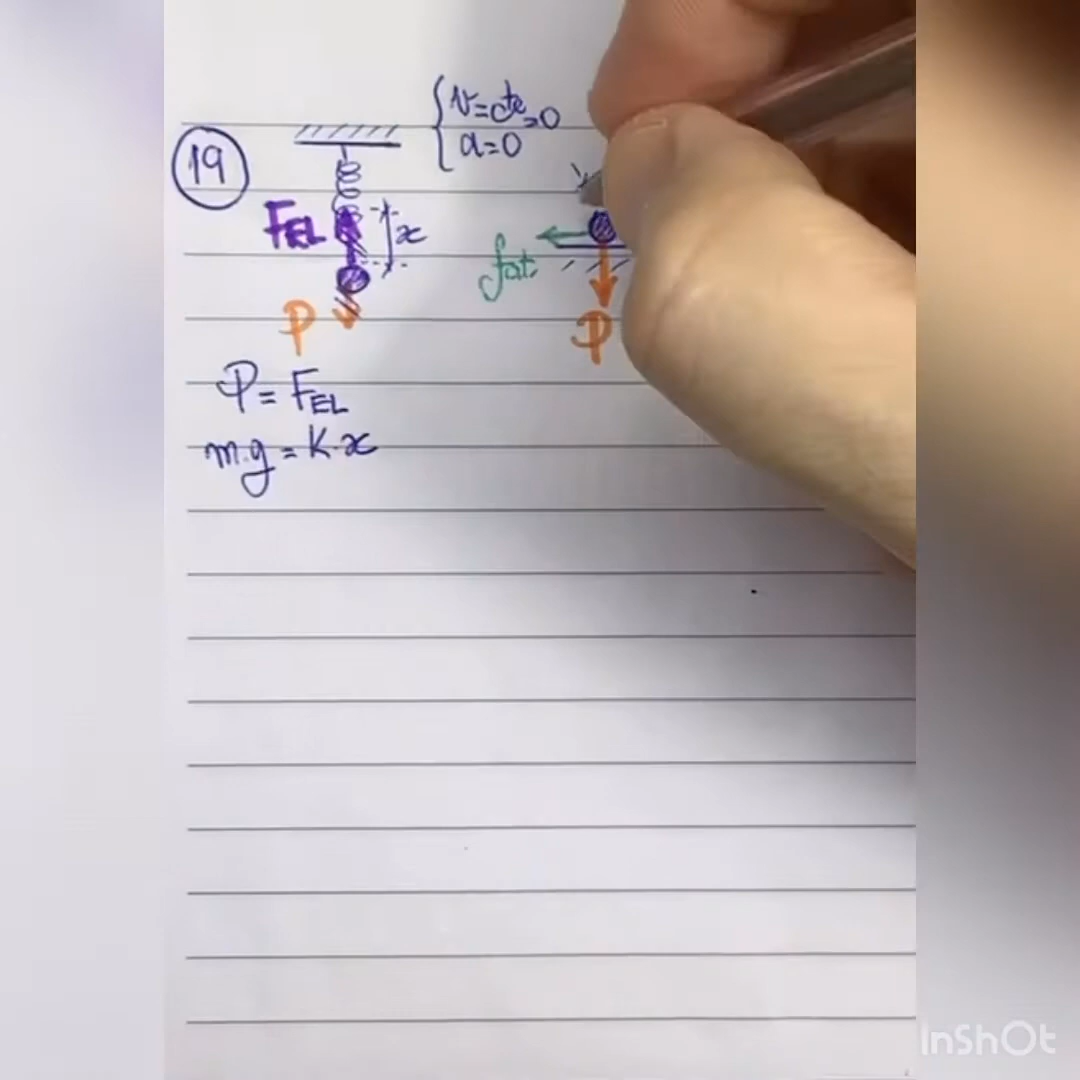 19
v=cte=0
a=0
FEL
x
fat
P
P
P = FEL
m.g = K.x
InShOt